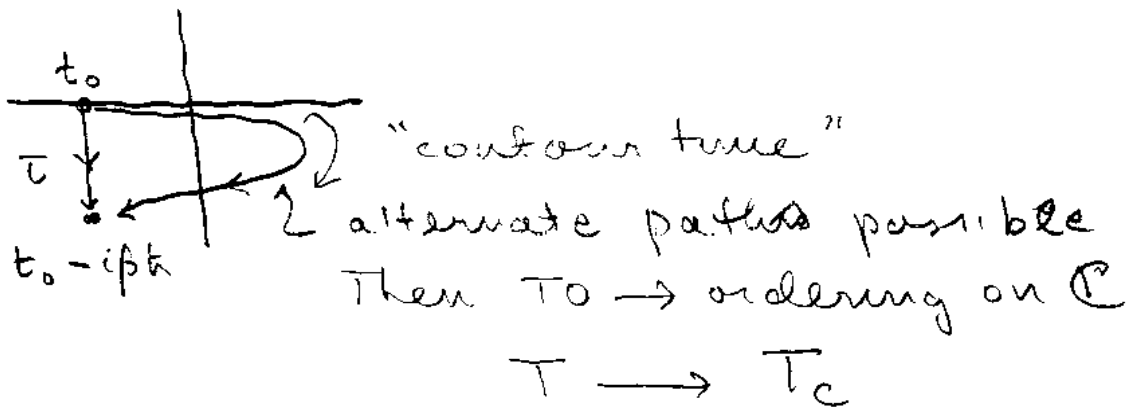 t₀
"contour time"
τ
alternate paths possible
t₀ - iβħ
Then TO → ordering on C
T → T_C